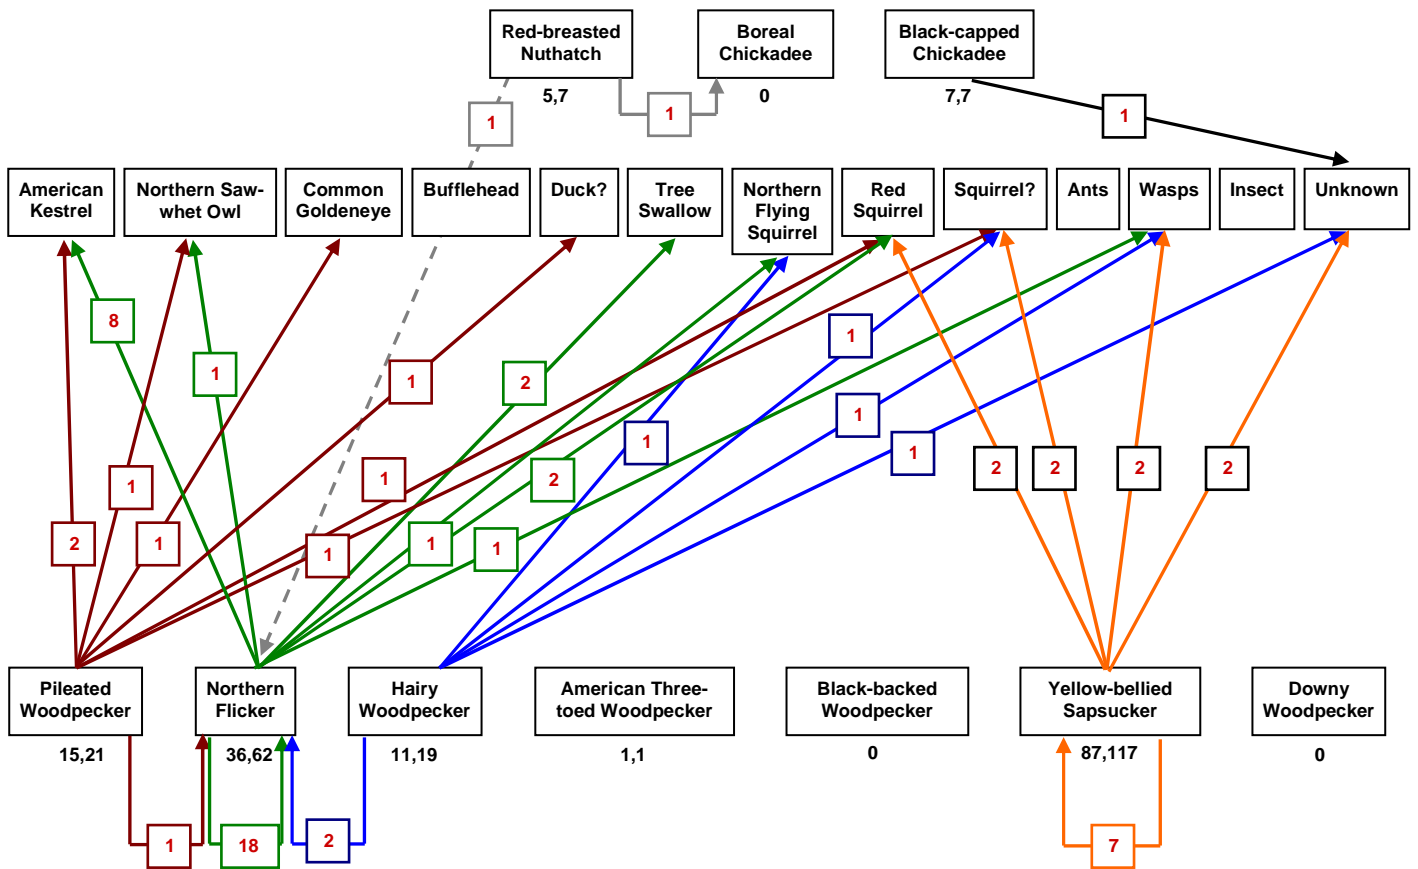 Red-breasted
Nuthatch
Boreal
Chickadee
Black-capped
Chickadee
5,7
0
7,7
1
1
1
American
Kestrel
Northern Saw-
whet Owl
Common
Goldeneye
Bufflehead
Duck?
Tree
Swallow
Northern
Flying
Squirrel
Red
Squirrel
Squirrel?
Ants
Wasps
Insect
Unknown
8
1
1
2
1
1
1
1
1
2
2
2
2
2
1
2
1
1
1
1
1
Pileated
Woodpecker
Northern
Flicker
Hairy
Woodpecker
American Three-
toed Woodpecker
Black-backed
Woodpecker
Yellow-bellied
Sapsucker
Downy
Woodpecker
15,21
36,62
11,19
1,1
0
87,117
0
1
18
2
7